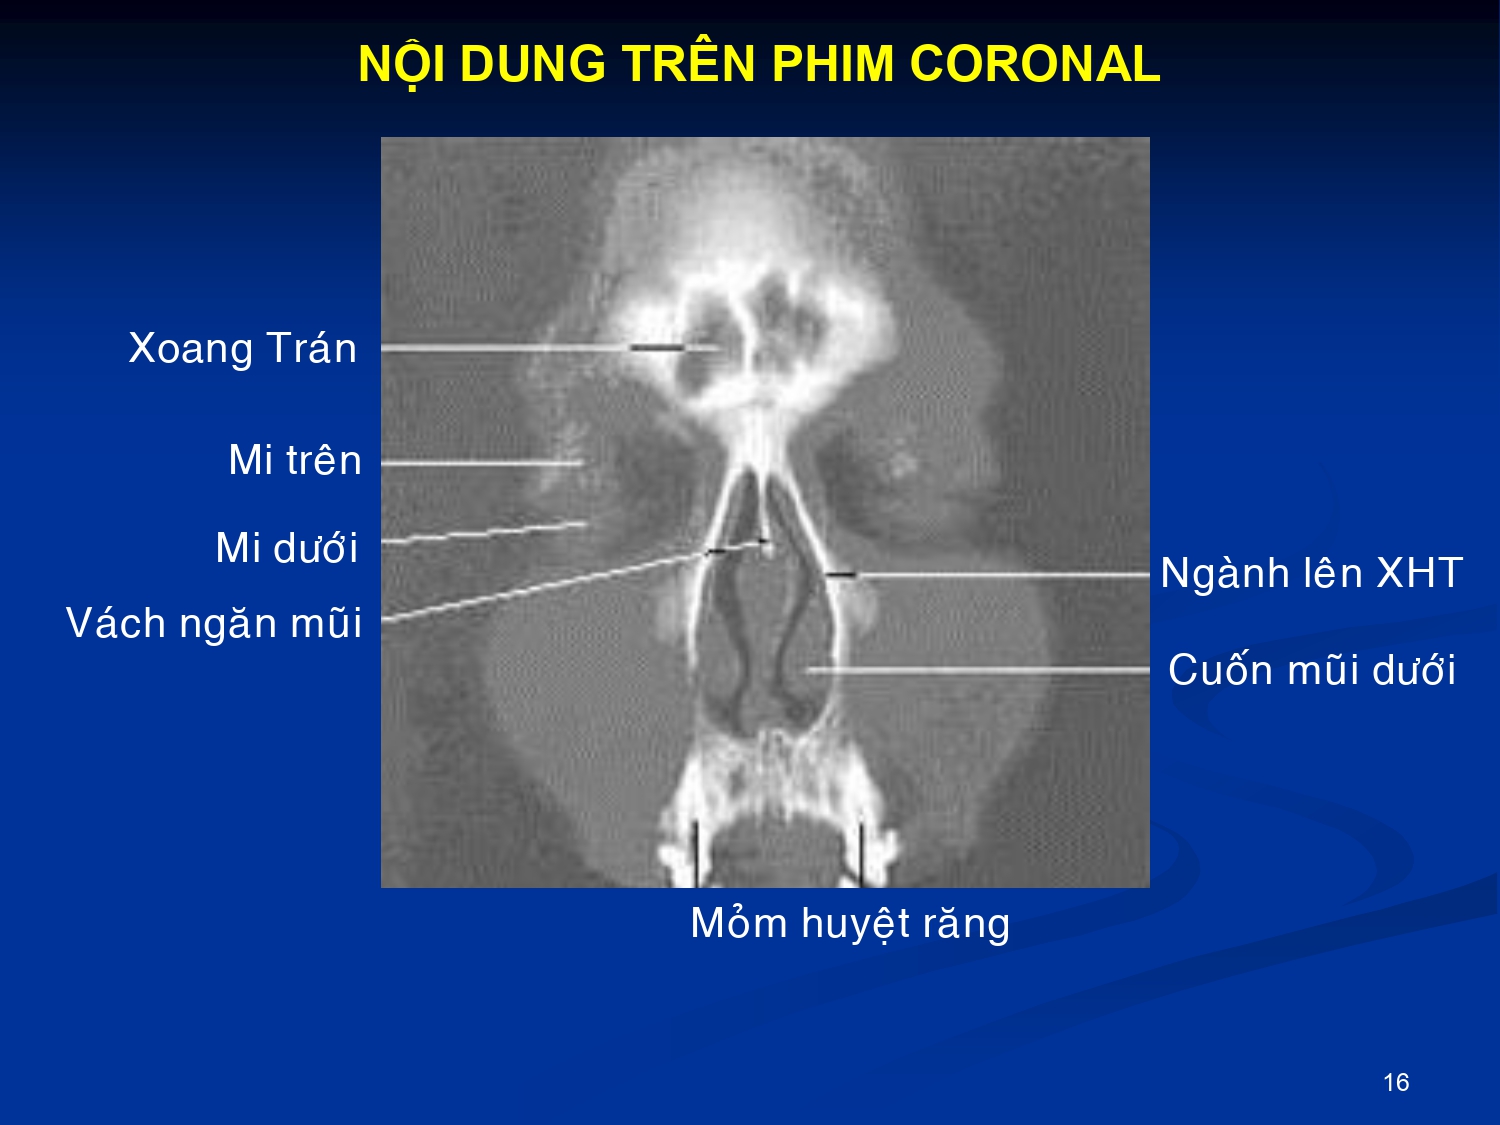 NỘI DUNG TRÊN PHIM CORONAL
Xoang Trán
Mi trên
Mi dưới
Vách ngăn mũi
Ngành lên XHT
Cuốn mũi dưới
Mỏm huyệt răng
16